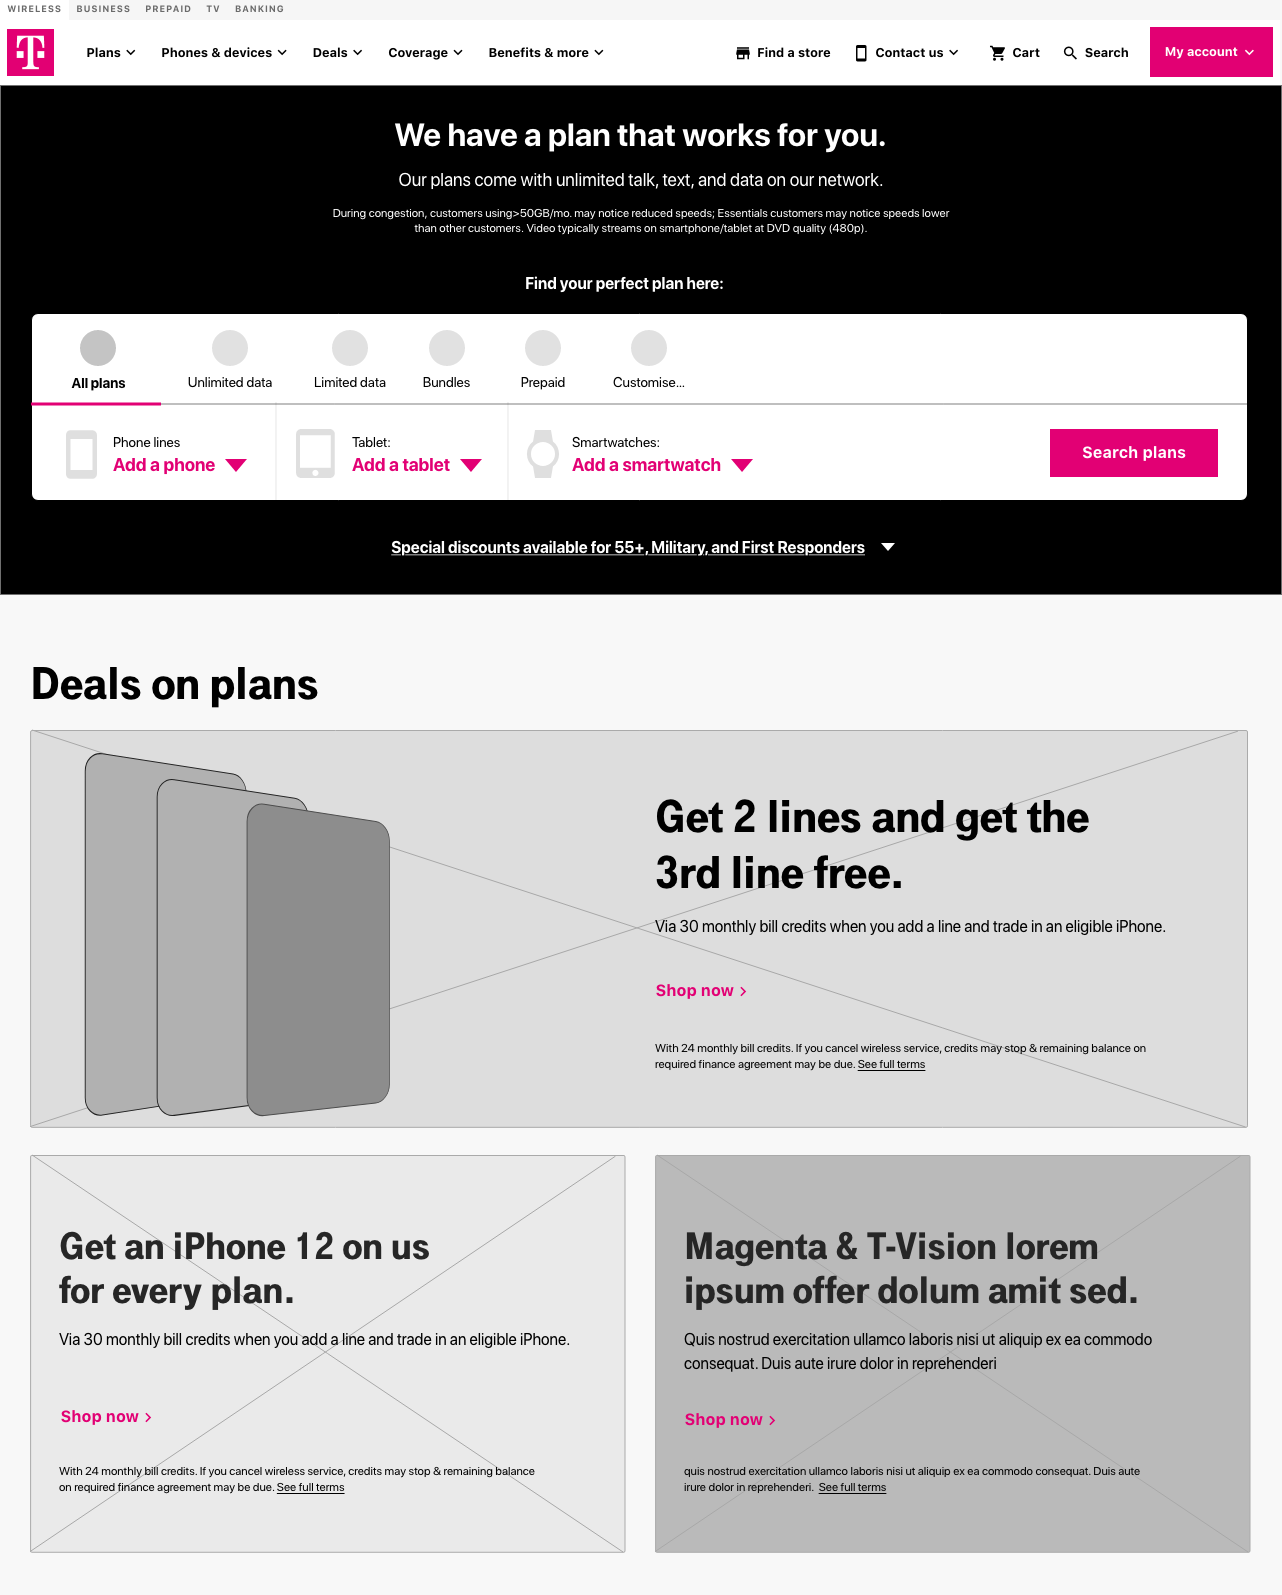 WIRELESS BUSINESS PREPAID TV BANKING
T Plans Phones & devices Deals Coverage Benefits & more Find a store Contact us Cart Search My account
We have a plan that works for you.
Our plans come with unlimited talk, text, and data on our network.
During congestion, customers using>50GB/mo. may notice reduced speeds; Essentials customers may notice speeds lower
than other customers. Video typically streams on smartphone/tablet at DVD quality (480p).
Find your perfect plan here:
All plans Unlimited data Limited data Bundles Prepaid Customise...
Phone lines
Add a phone
Tablet:
Add a tablet
Smartwatches:
Add a smartwatch
Search plans
Special discounts available for 55+, Military, and First Responders
Deals on plans
Get 2 lines and get the
3rd line free.
Via 30 monthly bill credits when you add a line and trade in an eligible iPhone.
Shop now
With 24 monthly bill credits. If you cancel wireless service, credits may stop & remaining balance on
required finance agreement may be due. See full terms
Get an iPhone 12 on us
for every plan.
Via 30 monthly bill credits when you add a line and trade in an eligible iPhone.
Shop now
With 24 monthly bill credits. If you cancel wireless service, credits may stop & remaining balance
on required finance agreement may be due. See full terms
Magenta & T-Vision lorem
ipsum offer dolum amit sed.
Quis nostrud exercitation ullamco laboris nisi ut aliquip ex ea commodo
consequat. Duis aute irure dolor in reprehenderi
Shop now
quis nostrud exercitation ullamco laboris nisi ut aliquip ex ea commodo consequat. Duis aute
irure dolor in reprehenderi. See full terms